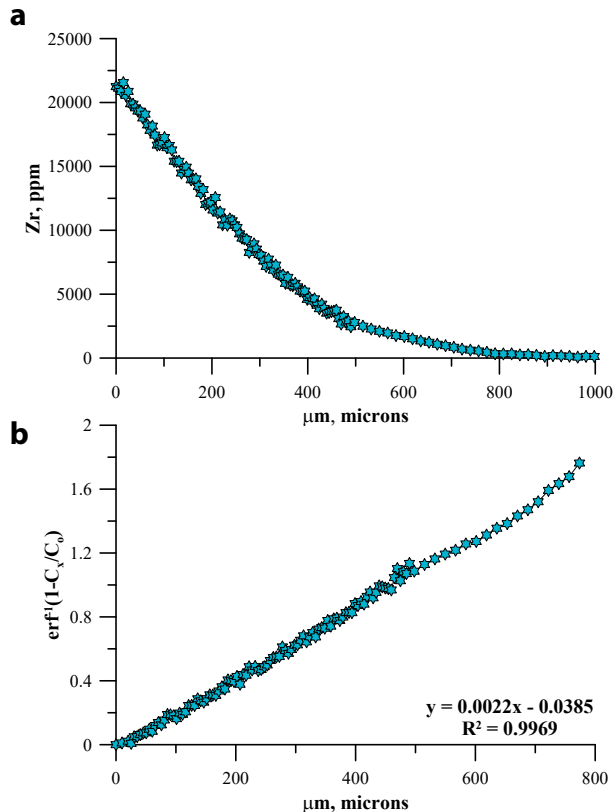 a
25000
20000
15000
10000
5000
0
Zr, ppm
0 200 400 600 800 1000
μm, microns
b
2
1.6
1.2
0.8
0.4
0
erf⁻¹(1-Cₓ/Cₒ)
y = 0.0022x - 0.0385
R² = 0.9969
0 200 400 600 800
μm, microns